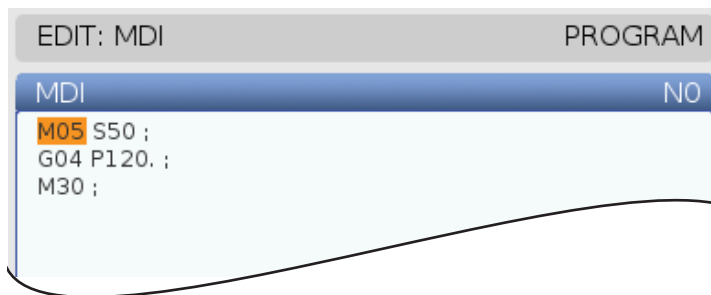 EDIT: MDI PROGRAM
MDI N0
M05 S50 ;
G04 P120. ;
M30 ;